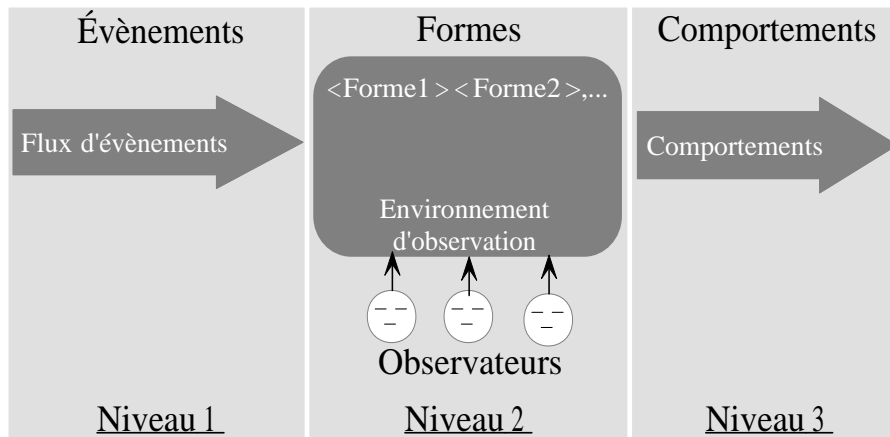 Évènements
Flux d'évènements
Niveau 1
Formes
<Forme1><Forme2>,...
Environnement
d'observation
Observateurs
Niveau 2
Comportements
Comportements
Niveau 3